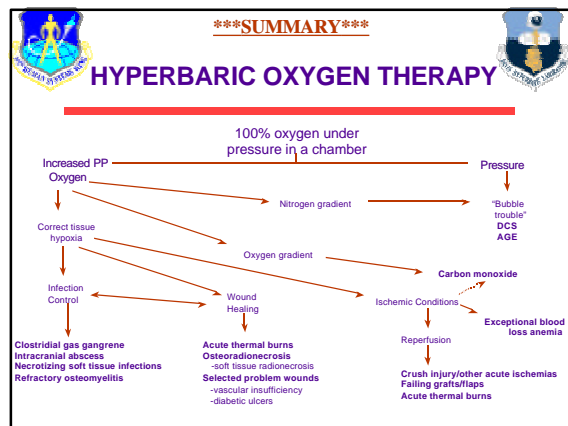 ***SUMMARY***
HYPERBARIC OXYGEN THERAPY
100% oxygen under
pressure in a chamber
Increased PP
Oxygen
Pressure
Nitrogen gradient
"Bubble
trouble"
DCS
AGE
Correct tissue
hypoxia
Oxygen gradient
Carbon monoxide
Infection
Control
Wound
Healing
Ischemic Conditions
Exceptional blood
loss anemia
Reperfusion
Clostridial gas gangrene
Intracranial abscess
Necrotizing soft tissue infections
Refractory osteomyelitis
Acute thermal burns
Osteoradionecrosis
-soft tissue radionecrosis
Selected problem wounds
-vascular insufficiency
-diabetic ulcers
Crush injury/other acute ischemias
Failing grafts/flaps
Acute thermal burns